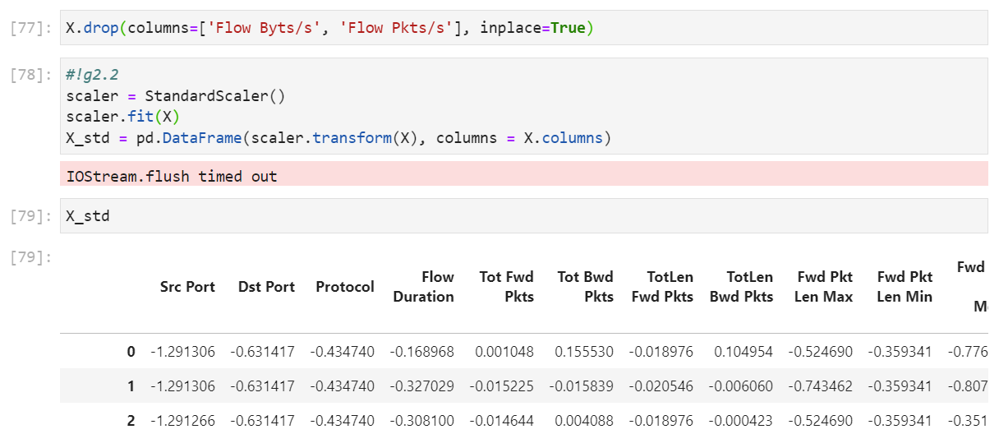 [77]: X.drop(columns=['Flow Byts/s', 'Flow Pkts/s'], inplace=True)
[78]: #!g2.2
scaler = StandardScaler()
scaler.fit(X)
X_std = pd.DataFrame(scaler.transform(X), columns = X.columns)
IOStream.flush timed out
[79]: X_std
[79]:
Src Port Dst Port Protocol Flow Duration Tot Fwd Pkts Tot Bwd Pkts TotLen Fwd Pkts TotLen Bwd Pkts Fwd Pkt Len Max Fwd Pkt Len Min Fwd
0 -1.291306 -0.631417 -0.434740 -0.168968 0.001048 0.155530 -0.018976 0.104954 -0.524690 -0.359341 -0.776
1 -1.291306 -0.631417 -0.434740 -0.327029 -0.015225 -0.015839 -0.020546 -0.006060 -0.743462 -0.359341 -0.807
2 -1.291266 -0.631417 -0.434740 -0.308100 -0.014644 0.004088 -0.018976 -0.000423 -0.524690 -0.359341 -0.351